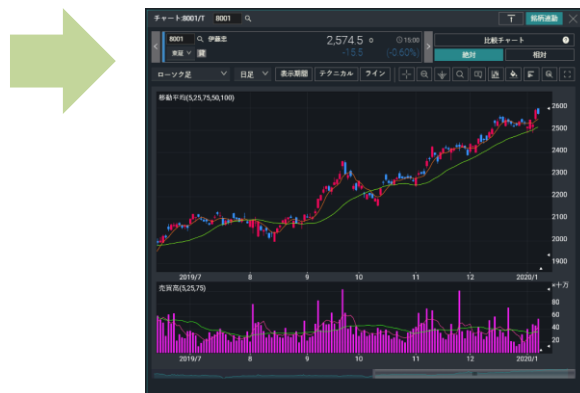 チャート:8001/T 8001 銘柄連動
8001 伊藤忠 2,574.5 15:00
東証 貸 -15.5 (-0.60%)
比較チャート ?
絶対 相対
ローソク足 日足 表示期間 テクニカル ライン
移動平均(5,25,75,50,100)
2600
2500
2400
2300
2200
2100
2000
1900
2019/7 8 9 10 11 12 2020/1
売買高(5,25,75)
*十万
80
60
40
20
2019/7 8 9 10 11 12 2020/1